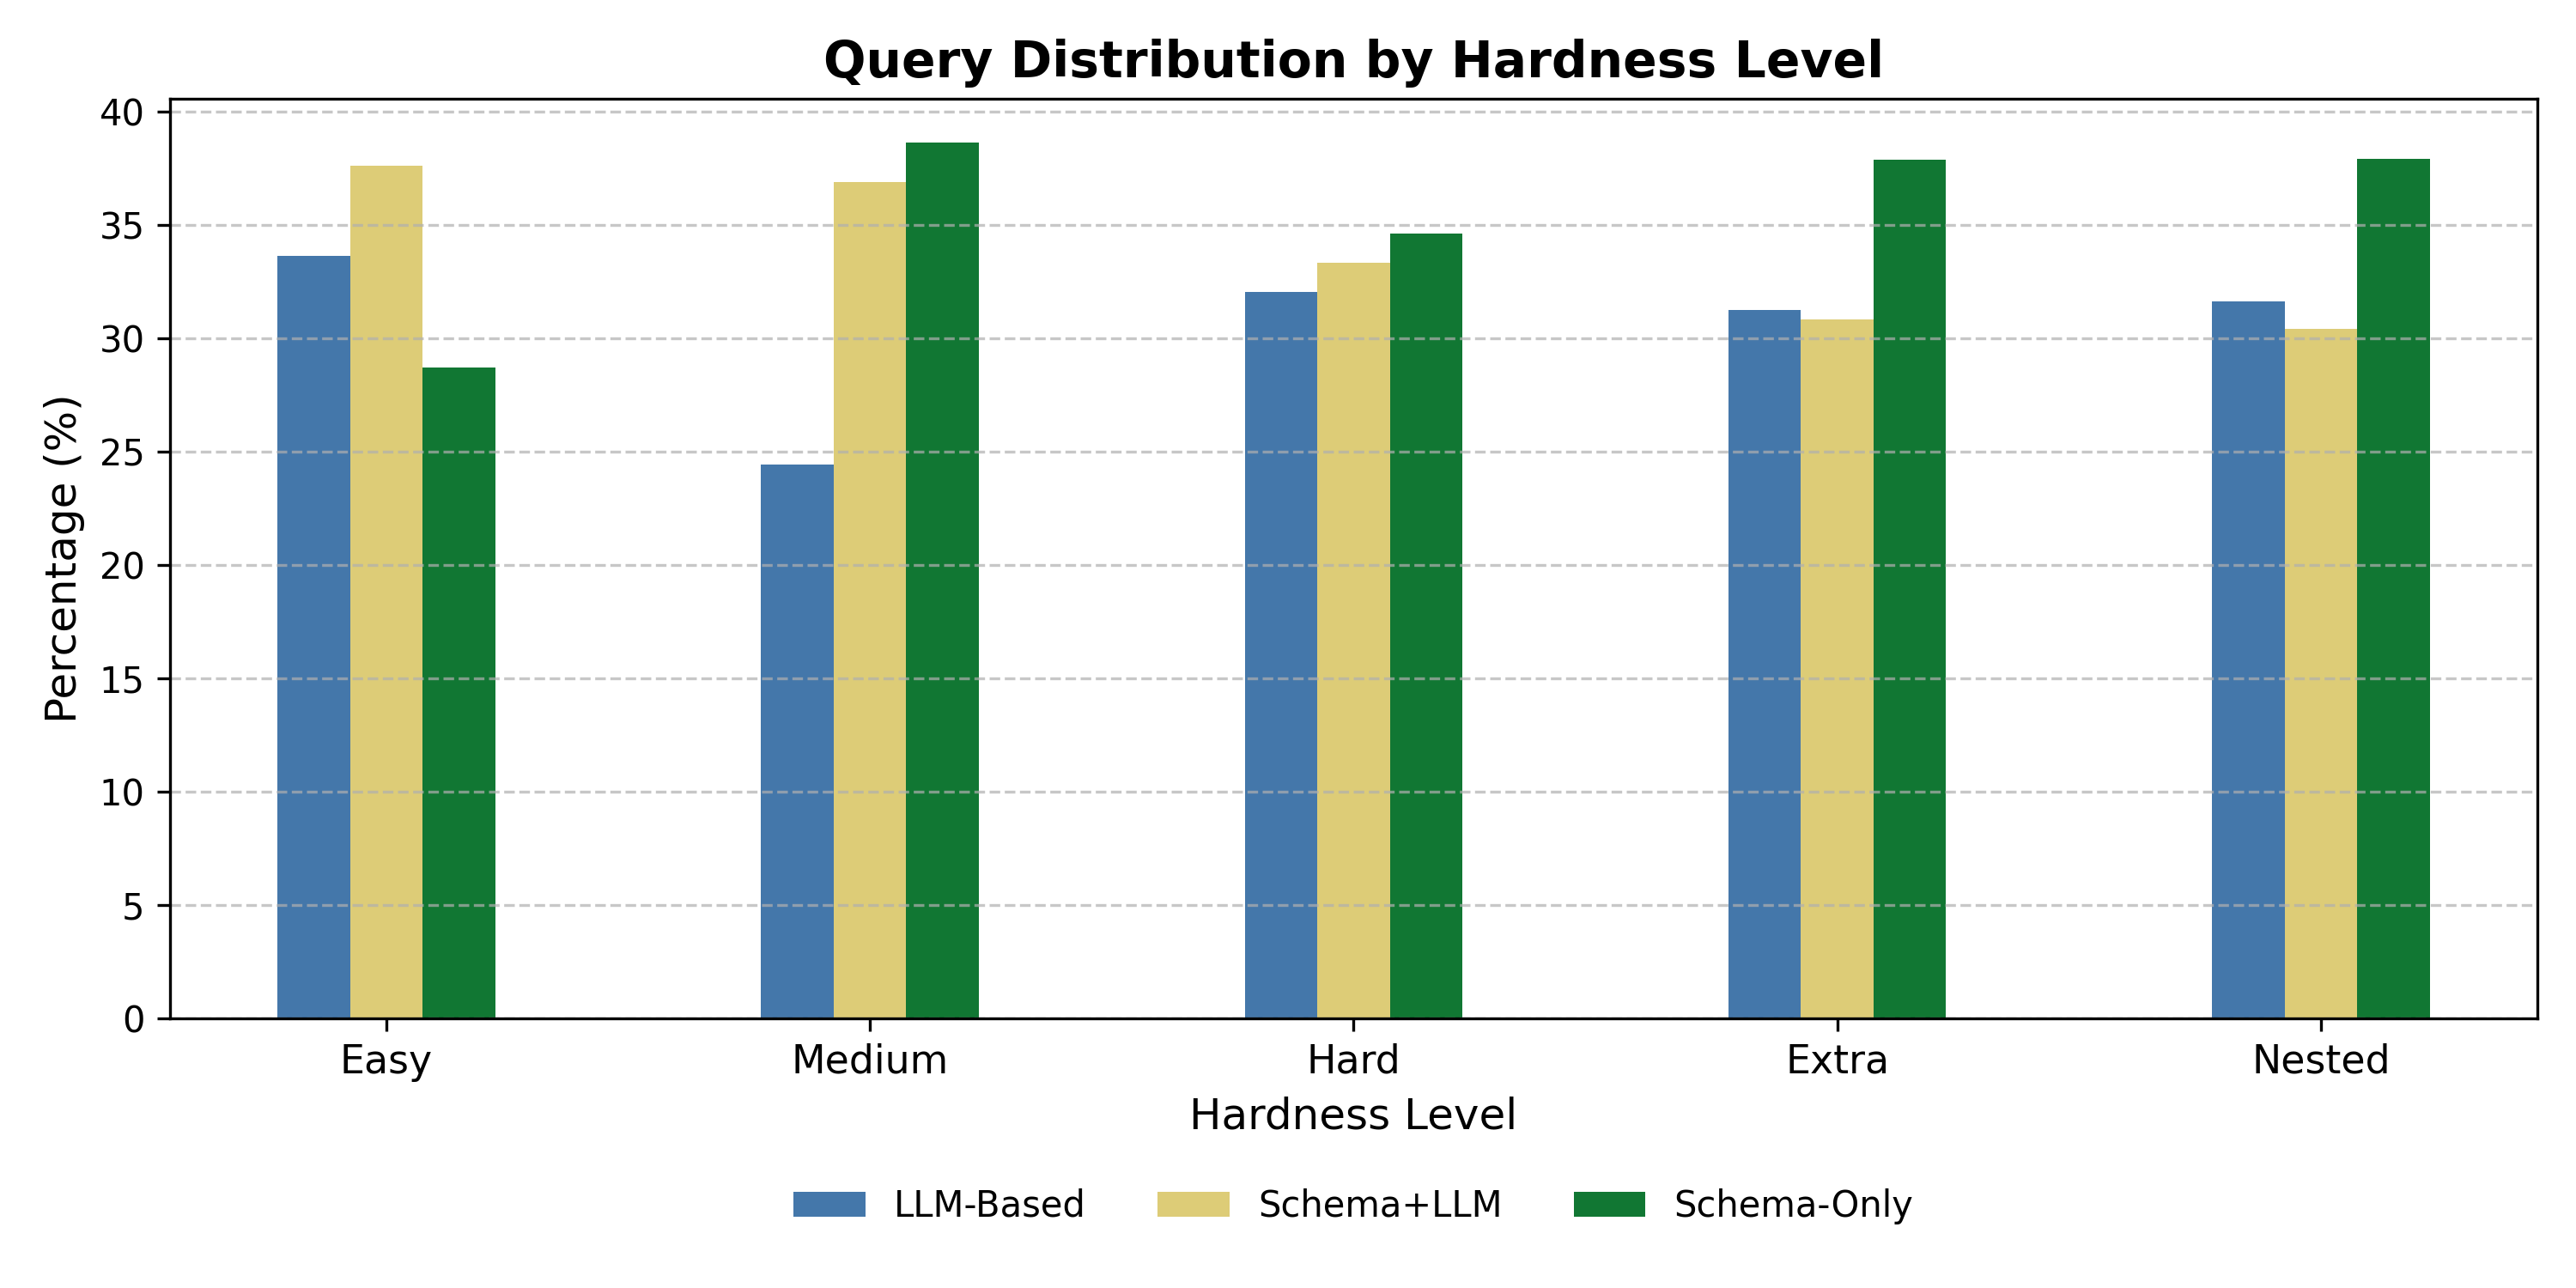 Query Distribution by Hardness Level
40
35
30
25
20
15
10
5
0
Percentage (%)
Easy Medium Hard Extra Nested
Hardness Level
LLM-Based Schema+LLM Schema-Only